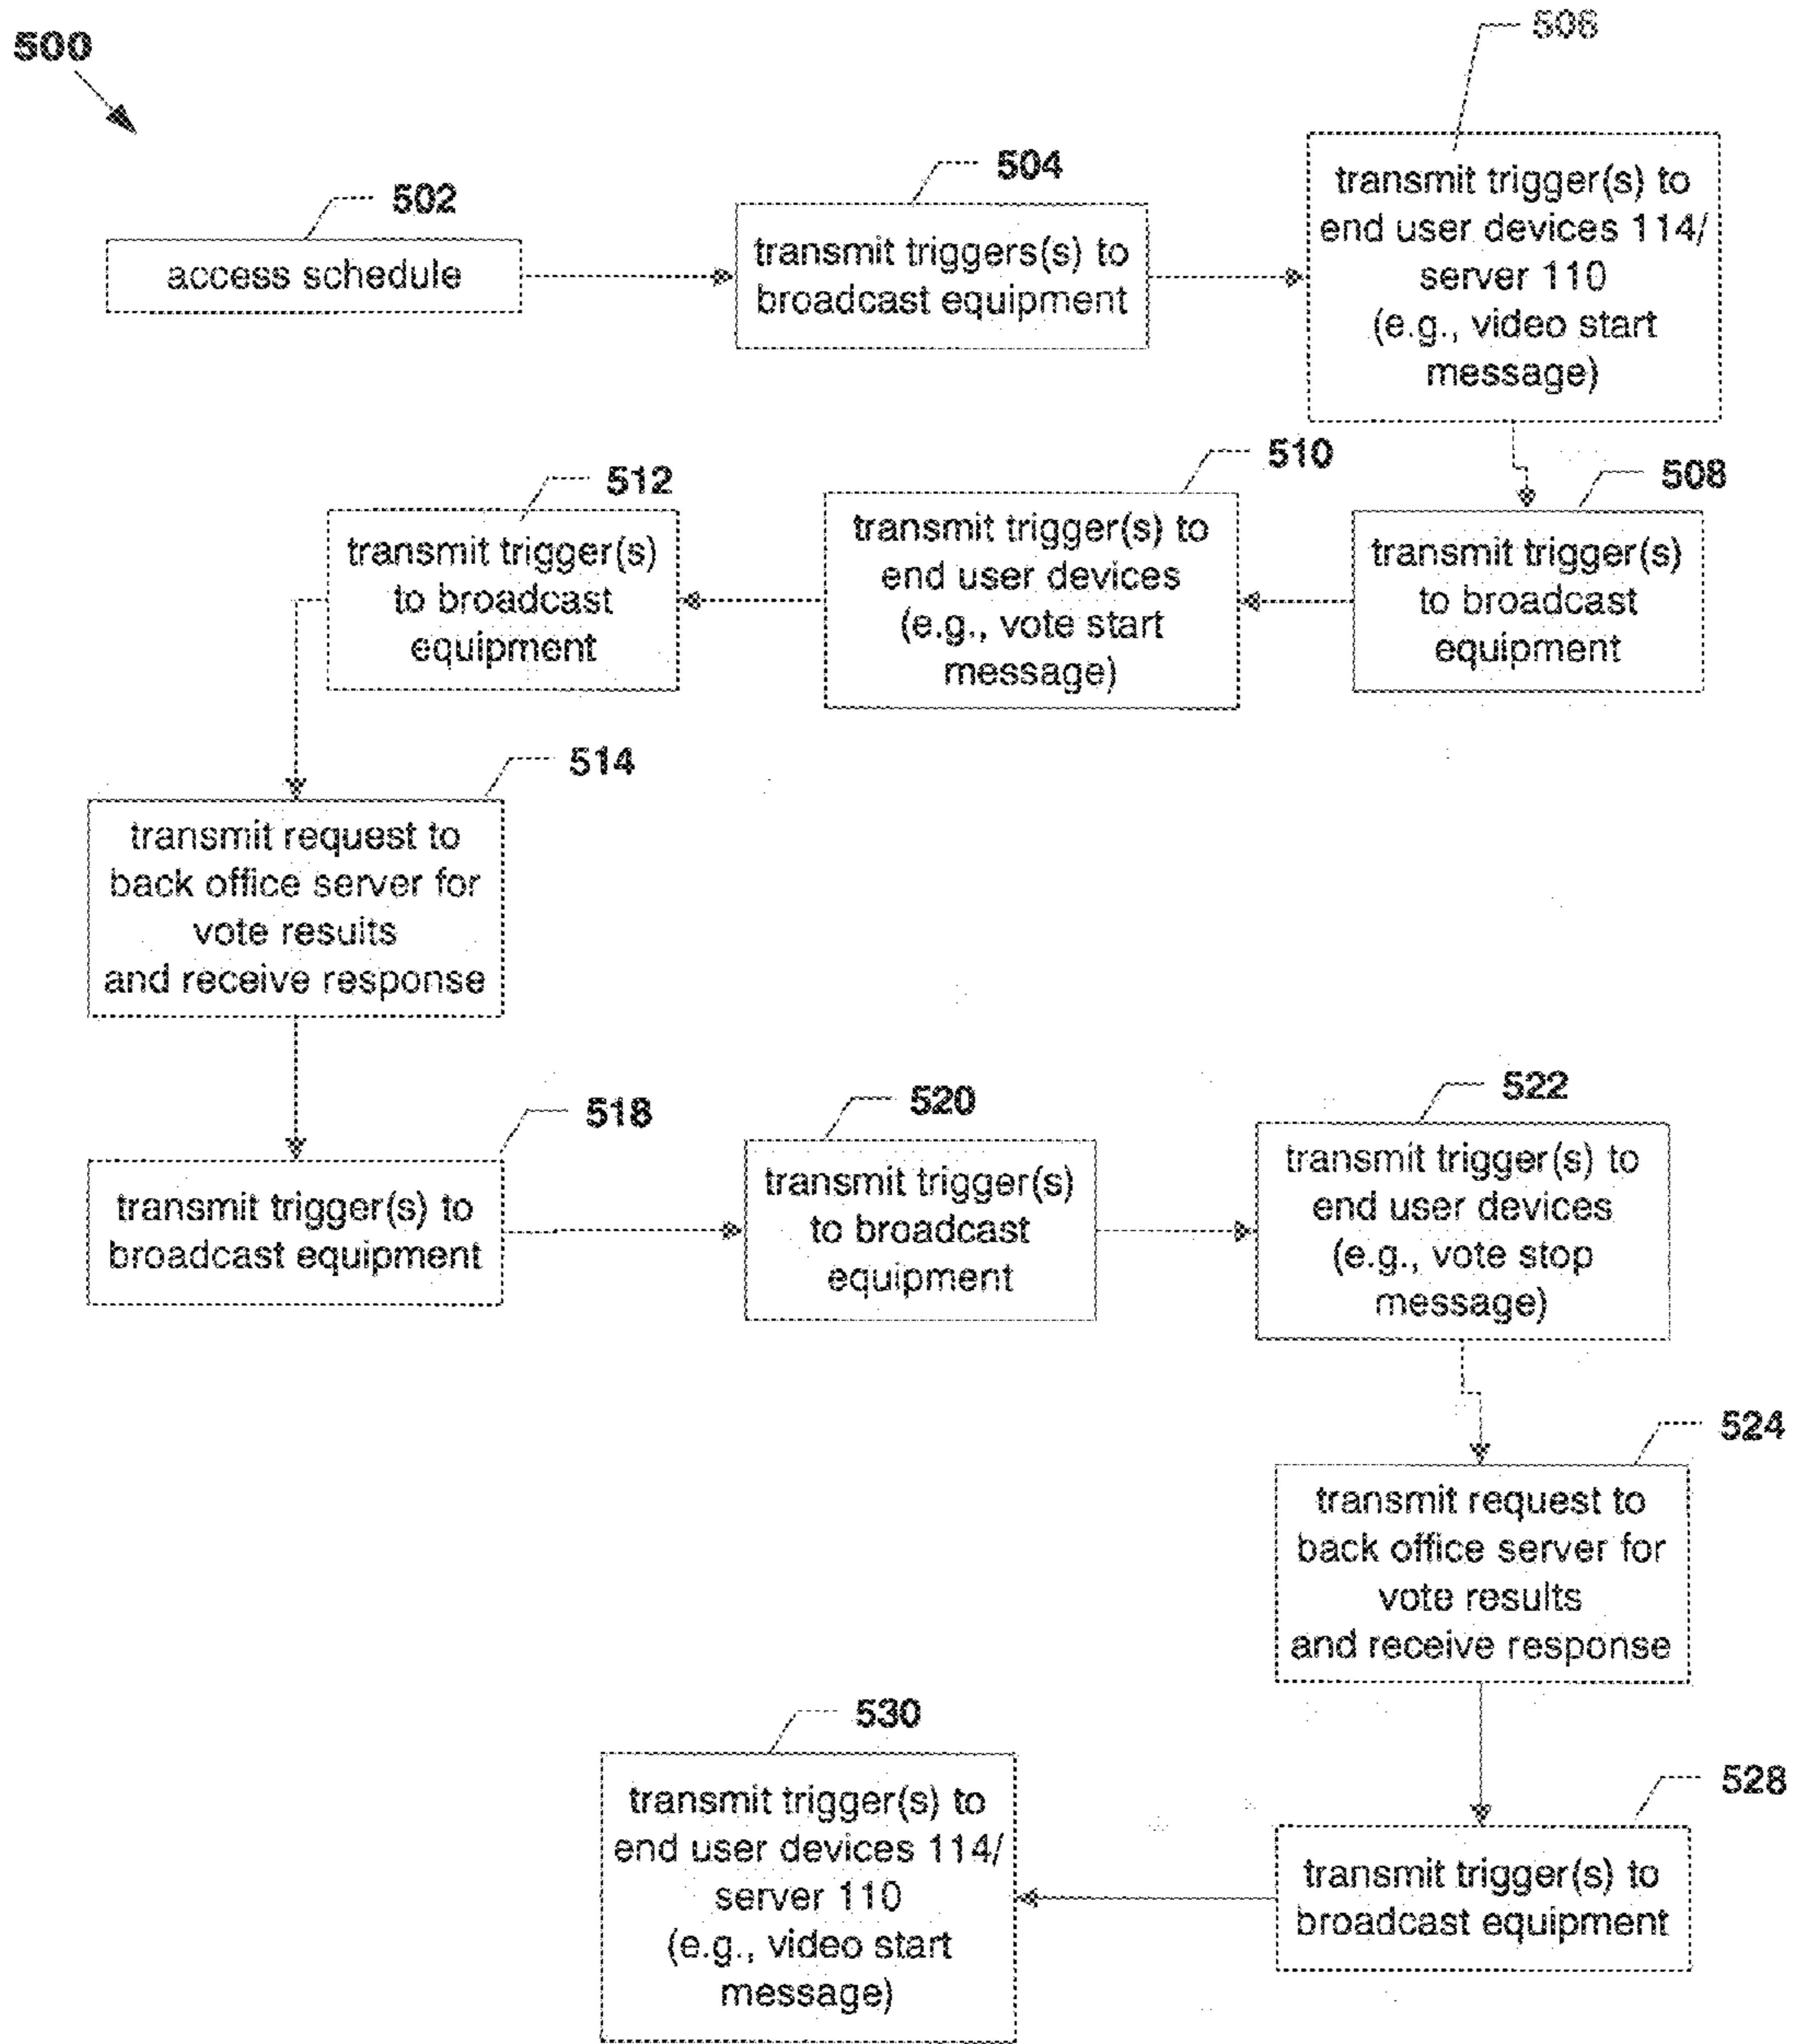 500
506
504
502
access schedule
transmit triggers(s) to
broadcast equipment
transmit trigger(s) to
end user devices 114/
server 110
(e.g., video start
message)
510
508
512
transmit trigger(s)
to broadcast
equipment
transmit trigger(s) to
end user devices
(e.g., vote start
message)
transmit trigger(s)
to broadcast
equipment
514
transmit request to
back office server for
vote results
and receive response
518
520
522
transmit trigger(s) to
broadcast equipment
transmit trigger(s)
to broadcast
equipment
transmit trigger(s) to
end user devices
(e.g., vote stop
message)
524
transmit request to
back office server for
vote results
and receive response
530
528
transmit trigger(s) to
end user devices 114/
server 110
(e.g., video start
message)
transmit trigger(s) to
broadcast equipment